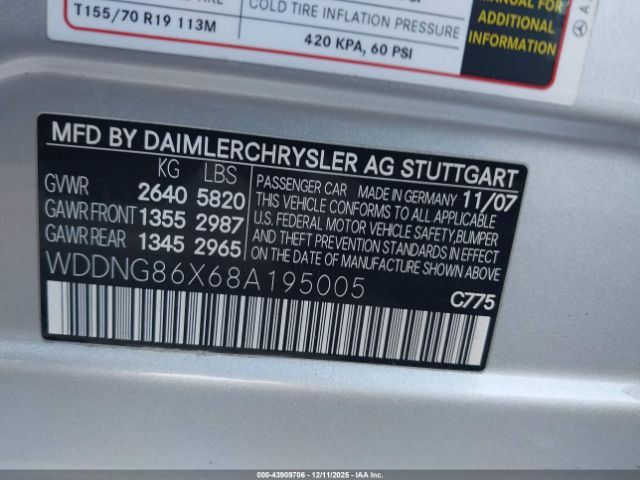 T155/70 R19 113M
COLD TIRE INFLATION PRESSURE
420 KPA, 60 PSI
MANUAL FOR
ADDITIONAL
INFORMATION
MFD BY DAIMLERCHRYSLER AG STUTTGART
KG LBS
GVWR 2640 5820
GAWR FRONT 1355 2987
GAWR REAR 1345 2965
PASSENGER CAR MADE IN GERMANY 11/07
THIS VEHICLE CONFORMS TO ALL APPLICABLE
U.S. FEDERAL MOTOR VEHICLE SAFETY, BUMPER
AND THEFT PREVENTION STANDARDS IN EFFECT
ON THE DATE OF MANUFACTURE SHOWN ABOVE.
WDDNG86X68A195005
C775
000-43909706 - 12/11/2025 - IAAI.CA